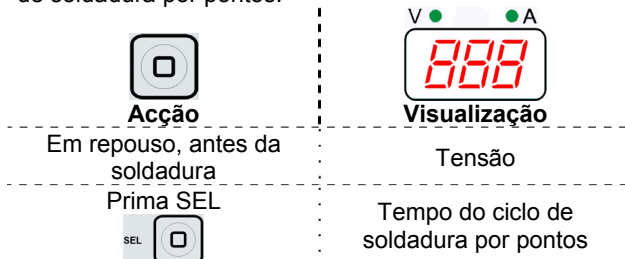 de soldadura por pontos.
V A
888
Acção Visualização
Em repouso, antes da
soldadura
Tensão
Prima SEL
SEL
Tempo do ciclo de
soldadura por pontos